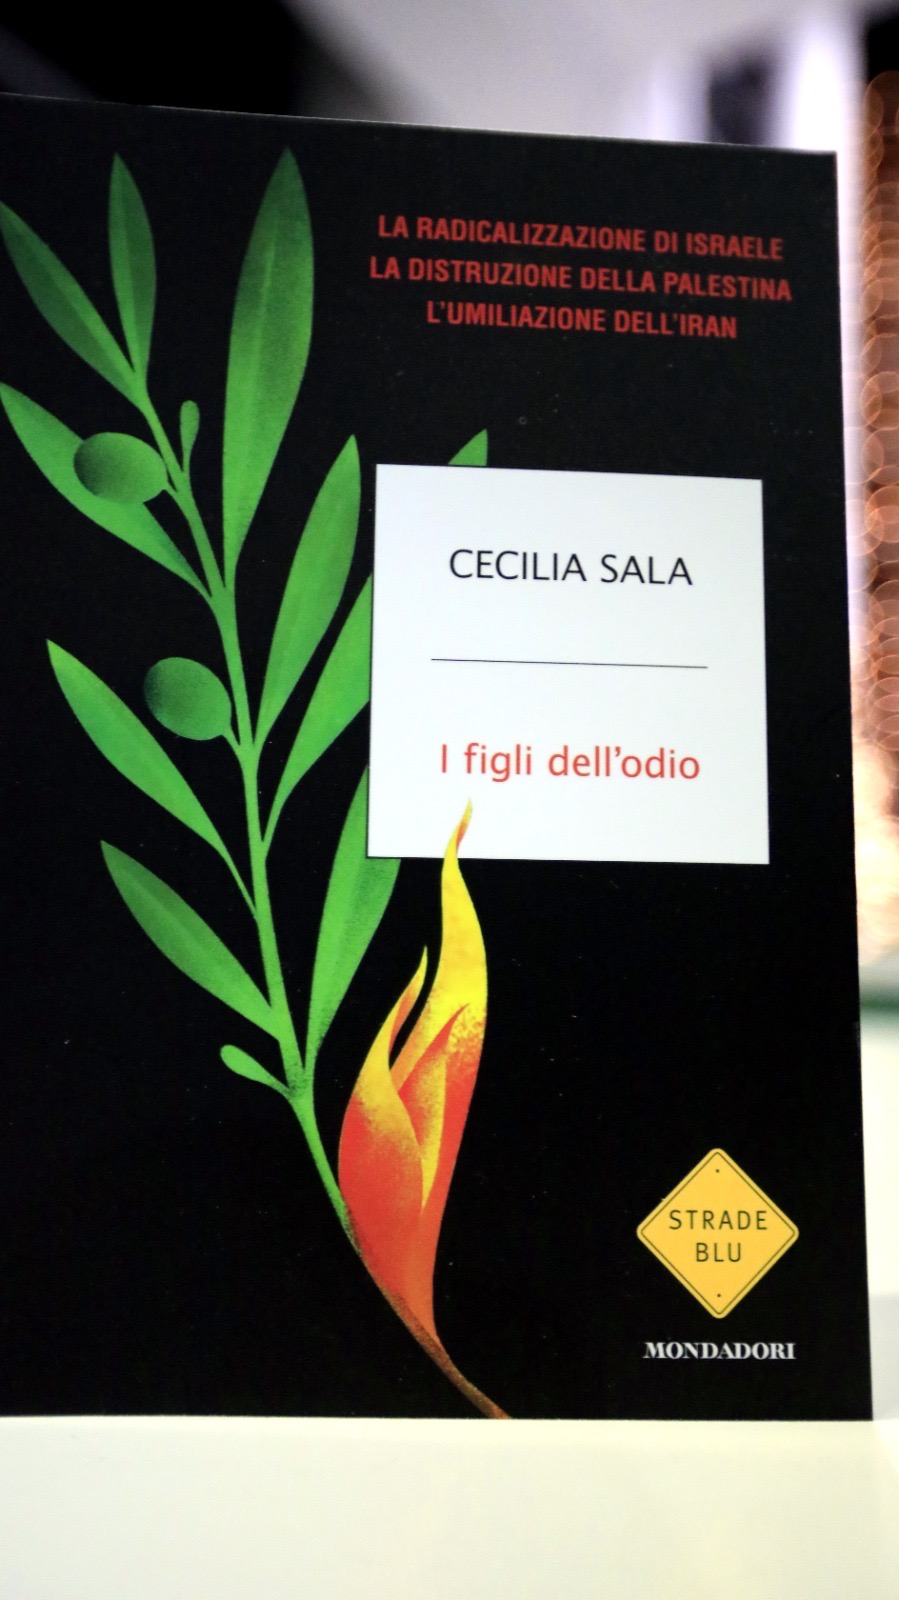 LA RADICALIZZAZIONE DI ISRAELE
LA DISTRUZIONE DELLA PALESTINA
L'UMILIAZIONE DELL'IRAN
CECILIA SALA
I figli dell'odio
STRADE
BLU
MONDADORI